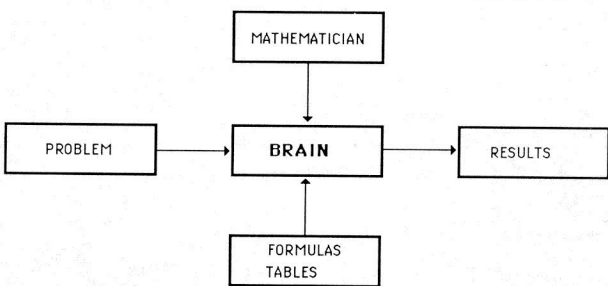 MATHEMATICIAN
PROBLEM
BRAIN
RESULTS
FORMULAS
TABLES